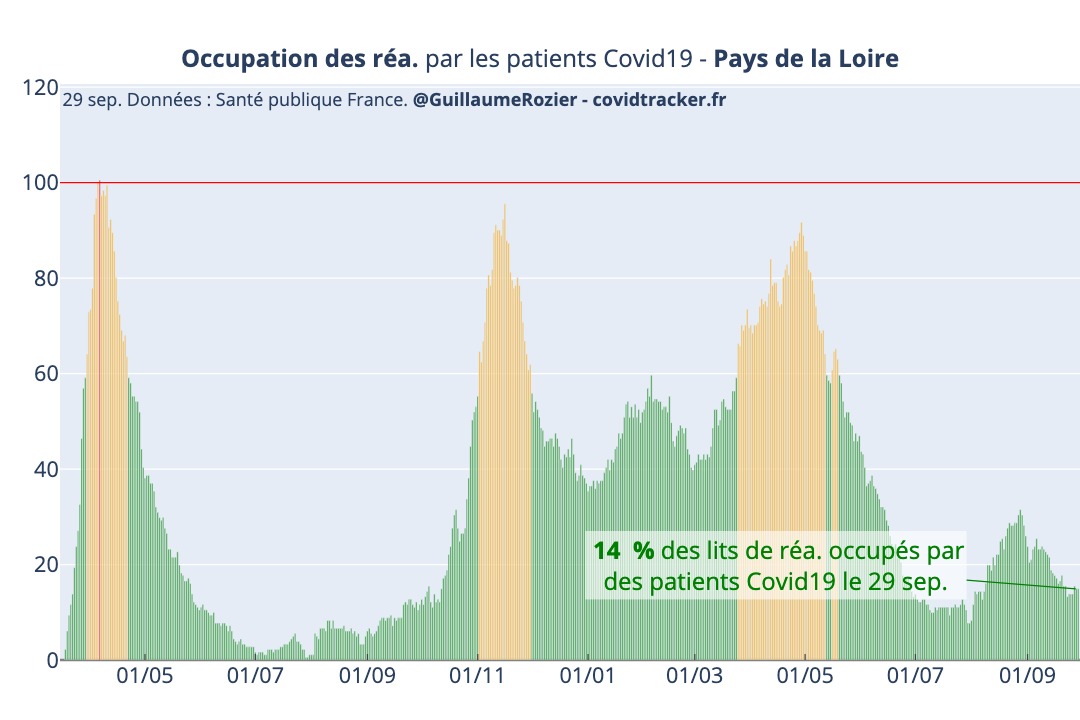 Occupation des réa. par les patients Covid19 - Pays de la Loire
120
29 sep. Données : Santé publique France. @GuillaumeRozier - covidtracker.fr
100
80
60
40
14 % des lits de réa. occupés par
des patients Covid19 le 29 sep.
20
0
01/05 01/07 01/09 01/11 01/01 01/03 01/05 01/07 01/09